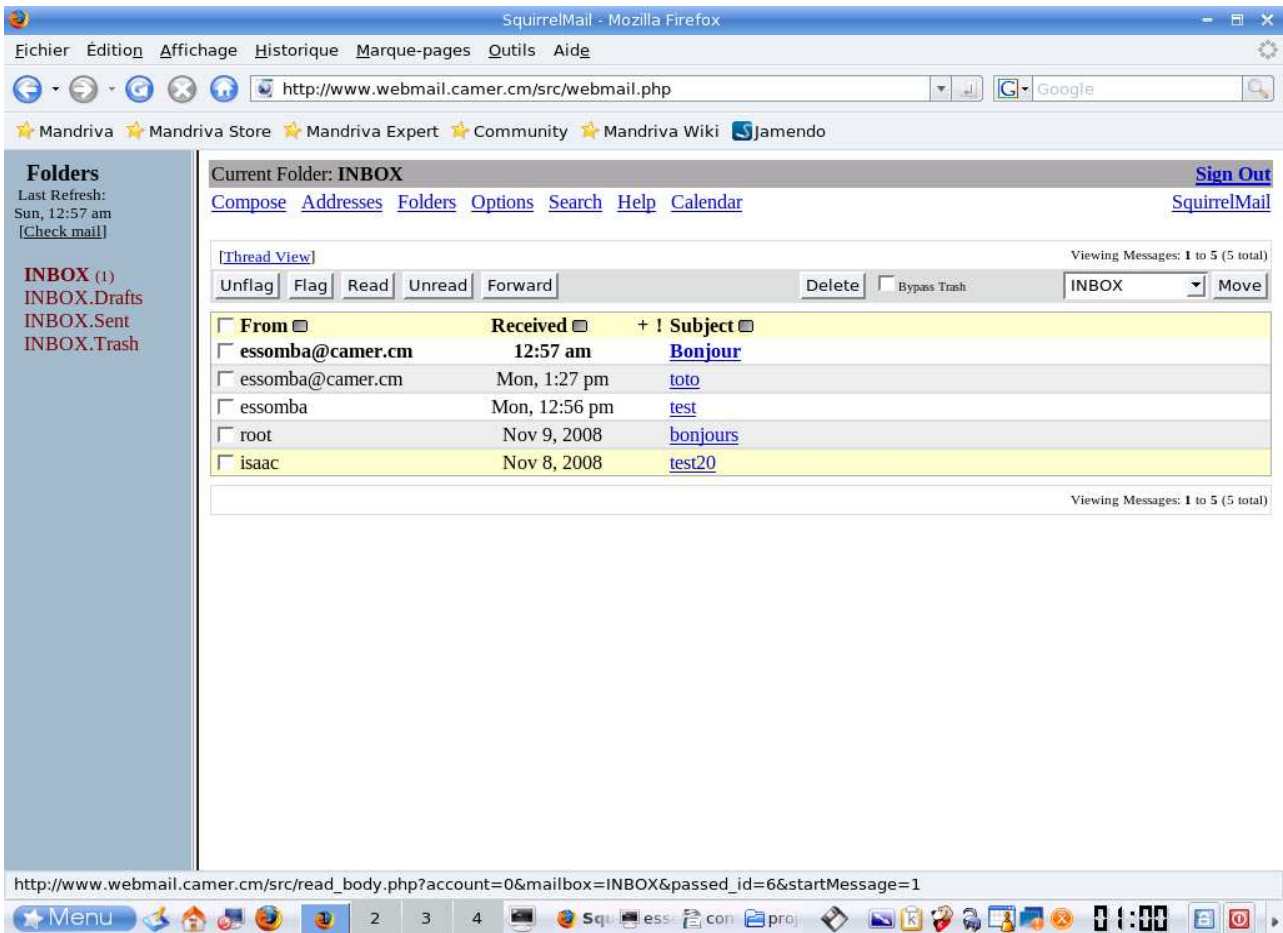 SquirrelMail - Mozilla Firefox
Fichier Édition Affichage Historique Marque-pages Outils Aide
http://www.webmail.camer.cm/src/webmail.php
G Google
Mandriva Mandriva Store Mandriva Expert Community Mandriva Wiki Jamendo
Folders
Last Refresh:
Sun, 12:57 am
[Check mail]
INBOX (1)
INBOX.Drafts
INBOX.Sent
INBOX.Trash
Current Folder: INBOX Sign Out
Compose Addresses Folders Options Search Help Calendar SquirrelMail
[Thread View] Viewing Messages: 1 to 5 (5 total)
Unflag Flag Read Unread Forward Delete Bypass Trash INBOX Move
From Received + ! Subject
essomba@camer.cm 12:57 am Bonjour
essomba@camer.cm Mon, 1:27 pm toto
essomba Mon, 12:56 pm test
root Nov 9, 2008 bonjours
isaac Nov 8, 2008 test20
Viewing Messages: 1 to 5 (5 total)
http://www.webmail.camer.cm/src/read_body.php?account=0&mailbox=INBOX&passed_id=6&startMessage=1
Menu 1 2 3 4 Squ ess con proj 01:00